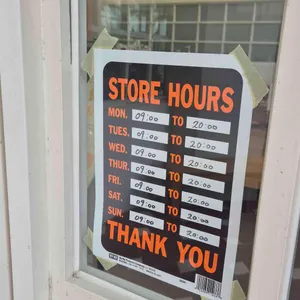 STORE HOURS
MON. 09:00 TO 20:00
TUES. 09:00 TO 20:00
WED. 09:00 TO 20:00
THUR. 09:00 TO 20:00
FRI. 09:00 TO 20:00
SAT. 09:00 TO 20:00
SUN. 09:00 TO 20:00
THANK YOU